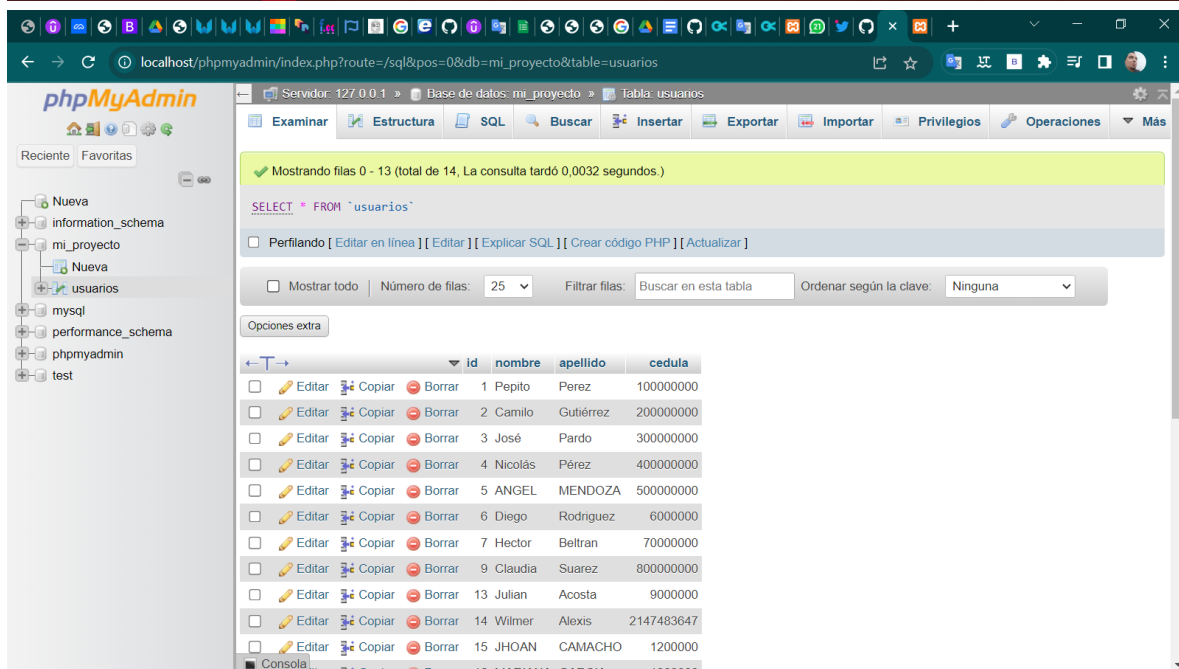 localhost/phpmyadmin/index.php?route=/sql&pos=0&db=mi_proyecto&table=usuarios
phpMyAdmin
Reciente Favoritas
Nueva
information_schema
mi_proyecto
Nueva
usuarios
mysql
performance_schema
phpmyadmin
test
Servidor: 127.0.0.1 » Base de datos: mi_proyecto » Tabla: usuarios
Examinar Estructura SQL Buscar Insertar Exportar Importar Privilegios Operaciones Más
Mostrando filas 0 - 13 (total de 14, La consulta tardó 0,0032 segundos.)
SELECT * FROM `usuarios`
Perfilando [ Editar en línea ] [ Editar ] [ Explicar SQL ] [ Crear código PHP ] [ Actualizar ]
Mostrar todo | Número de filas: 25 Filtrar filas: Buscar en esta tabla Ordenar según la clave: Ninguna
Opciones extra
←T→ id nombre apellido cedula
Editar Copiar Borrar 1 Pepito Perez 100000000
Editar Copiar Borrar 2 Camilo Gutiérrez 200000000
Editar Copiar Borrar 3 José Pardo 300000000
Editar Copiar Borrar 4 Nicolás Pérez 400000000
Editar Copiar Borrar 5 ANGEL MENDOZA 500000000
Editar Copiar Borrar 6 Diego Rodriguez 6000000
Editar Copiar Borrar 7 Hector Beltran 70000000
Editar Copiar Borrar 9 Claudia Suarez 800000000
Editar Copiar Borrar 13 Julian Acosta 9000000
Editar Copiar Borrar 14 Wilmer Alexis 2147483647
Editar Copiar Borrar 15 JHOAN CAMACHO 1200000
Consola